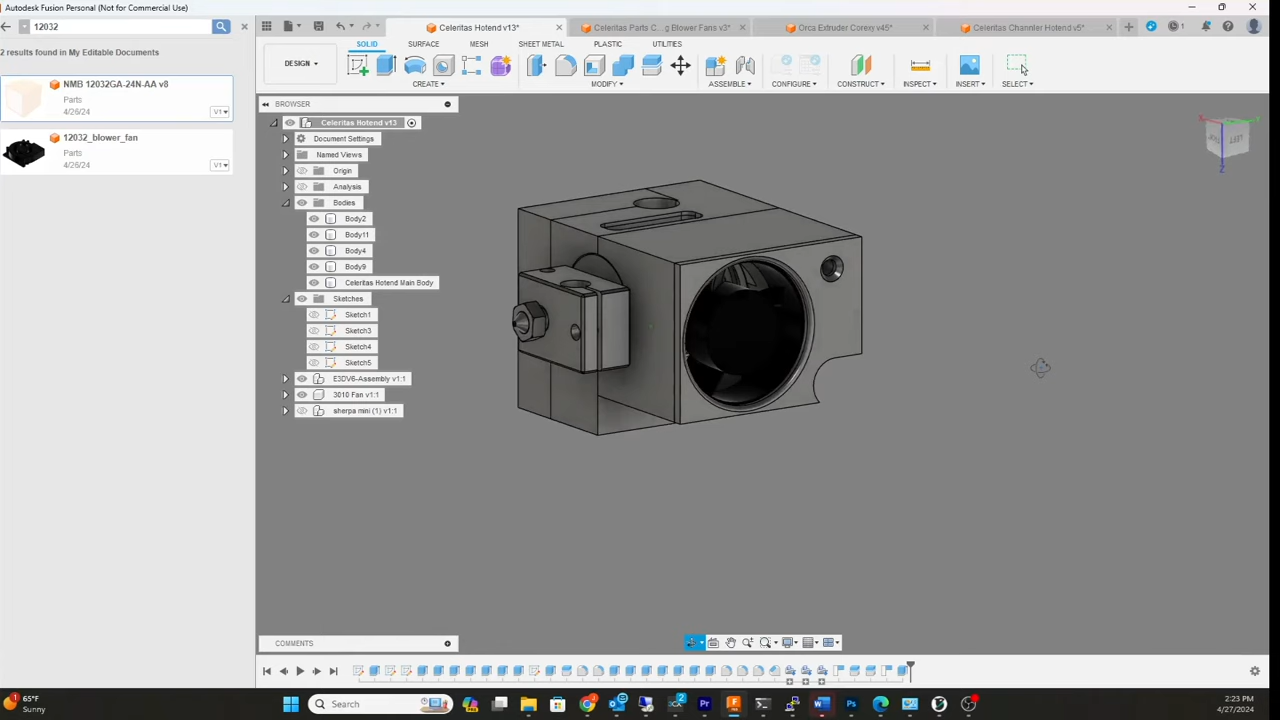 Autodesk Fusion Personal (Not for Commercial Use)
12032
2 results found in My Editable Documents
NMB 12032GA-24N-AA v8
Parts
4/26/24
V1
12032_blower_fan
Parts
4/26/24
V1
Celeritas Hotend v13*
Celeritas Parts C...g Blower Fans v3*
Orca Extruder Corexy v45*
Celeritas Channler Hotend v5*
1
DESIGN
SOLID
SURFACE
MESH
SHEET METAL
PLASTIC
UTILITIES
CREATE
MODIFY
ASSEMBLE
CONFIGURE
CONSTRUCT
INSPECT
INSERT
SELECT
BROWSER
Celeritas Hotend v13
Document Settings
Named Views
Origin
Analysis
Bodies
Body2
Body11
Body4
Body9
Celeritas Hotend Main Body
Sketches
Sketch1
Sketch3
Sketch4
Sketch5
E3DV6-Assembly v1:1
3010 Fan v1:1
sherpa mini (1) v1:1
LEFT
X
Y
Z
COMMENTS
65°F
Sunny
Search
2:23 PM
4/27/2024